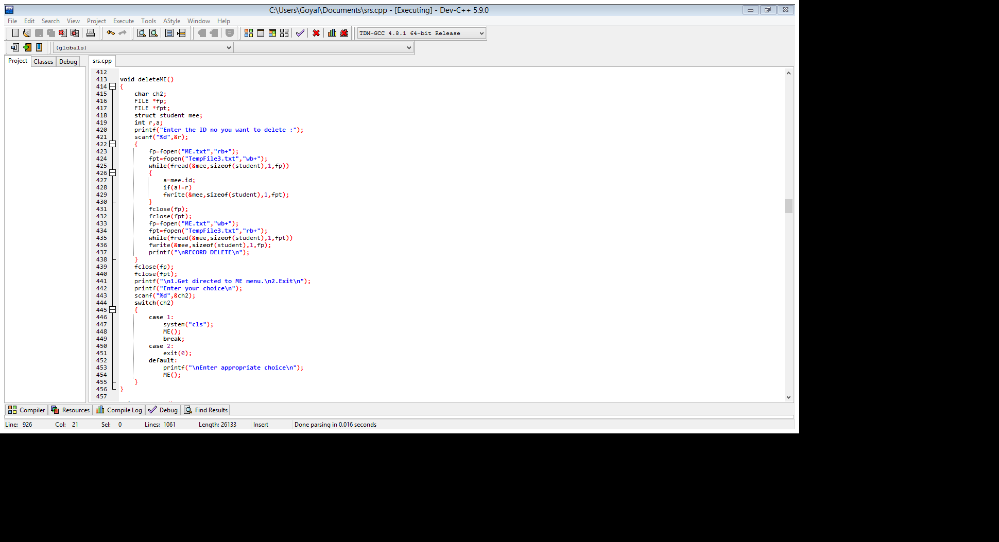 C:\Users\Goyal\Documents\srs.cpp - [Executing] - Dev-C++ 5.9.0
File Edit Search View Project Execute Tools AStyle Window Help
TDM-GCC 4.8.1 64-bit Release
(globals)
Project Classes Debug srs.cpp
412
413 void deleteME()
414 {
415 char ch2;
416 FILE *fp;
417 FILE *fpt;
418 struct student mee;
419 int r,a;
420 printf("Enter the ID no you want to delete :");
421 scanf("%d",&r);
422 {
423 fp=fopen("ME.txt","rb+");
424 fpt=fopen("TempFile3.txt","wb+");
425 while(fread(&mee,sizeof(student),1,fp))
426 {
427 a=mee.id;
428 if(a!=r)
429 fwrite(&mee,sizeof(student),1,fpt);
430 }
431 fclose(fp);
432 fclose(fpt);
433 fp=fopen("ME.txt","wb+");
434 fpt=fopen("TempFile3.txt","rb+");
435 while(fread(&mee,sizeof(student),1,fpt))
436 fwrite(&mee,sizeof(student),1,fp);
437 printf("\nRECORD DELETE\n");
438 }
439 fclose(fp);
440 fclose(fpt);
441 printf("\n1.Get directed to ME menu.\n2.Exit\n");
442 printf("Enter your choice\n");
443 scanf("%d",&ch2);
444 switch(ch2)
445 {
446 case 1:
447 system("cls");
448 ME();
449 break;
450 case 2:
451 exit(0);
452 default:
453 printf("\nEnter appropriate choice\n");
454 ME();
455 }
456 }
457
Compiler Resources Compile Log Debug Find Results
Line: 926 Col: 21 Sel: 0 Lines: 1061 Length: 26133 Insert Done parsing in 0.016 seconds